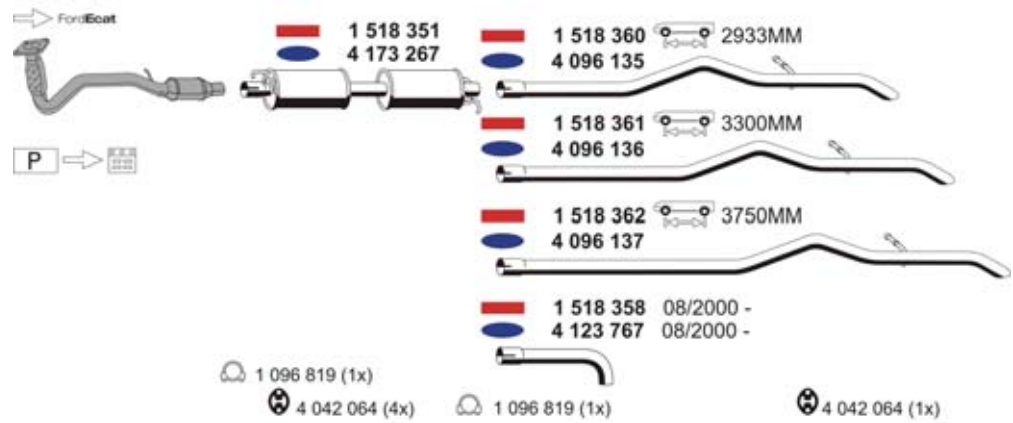 FordEcat
1 518 351
4 173 267
1 518 360 2933MM
4 096 135
1 518 361 3300MM
4 096 136
P
1 518 362 3750MM
4 096 137
1 518 358 08/2000 -
4 123 767 08/2000 -
1 096 819 (1x)
4 042 064 (4x)
1 096 819 (1x)
4 042 064 (1x)